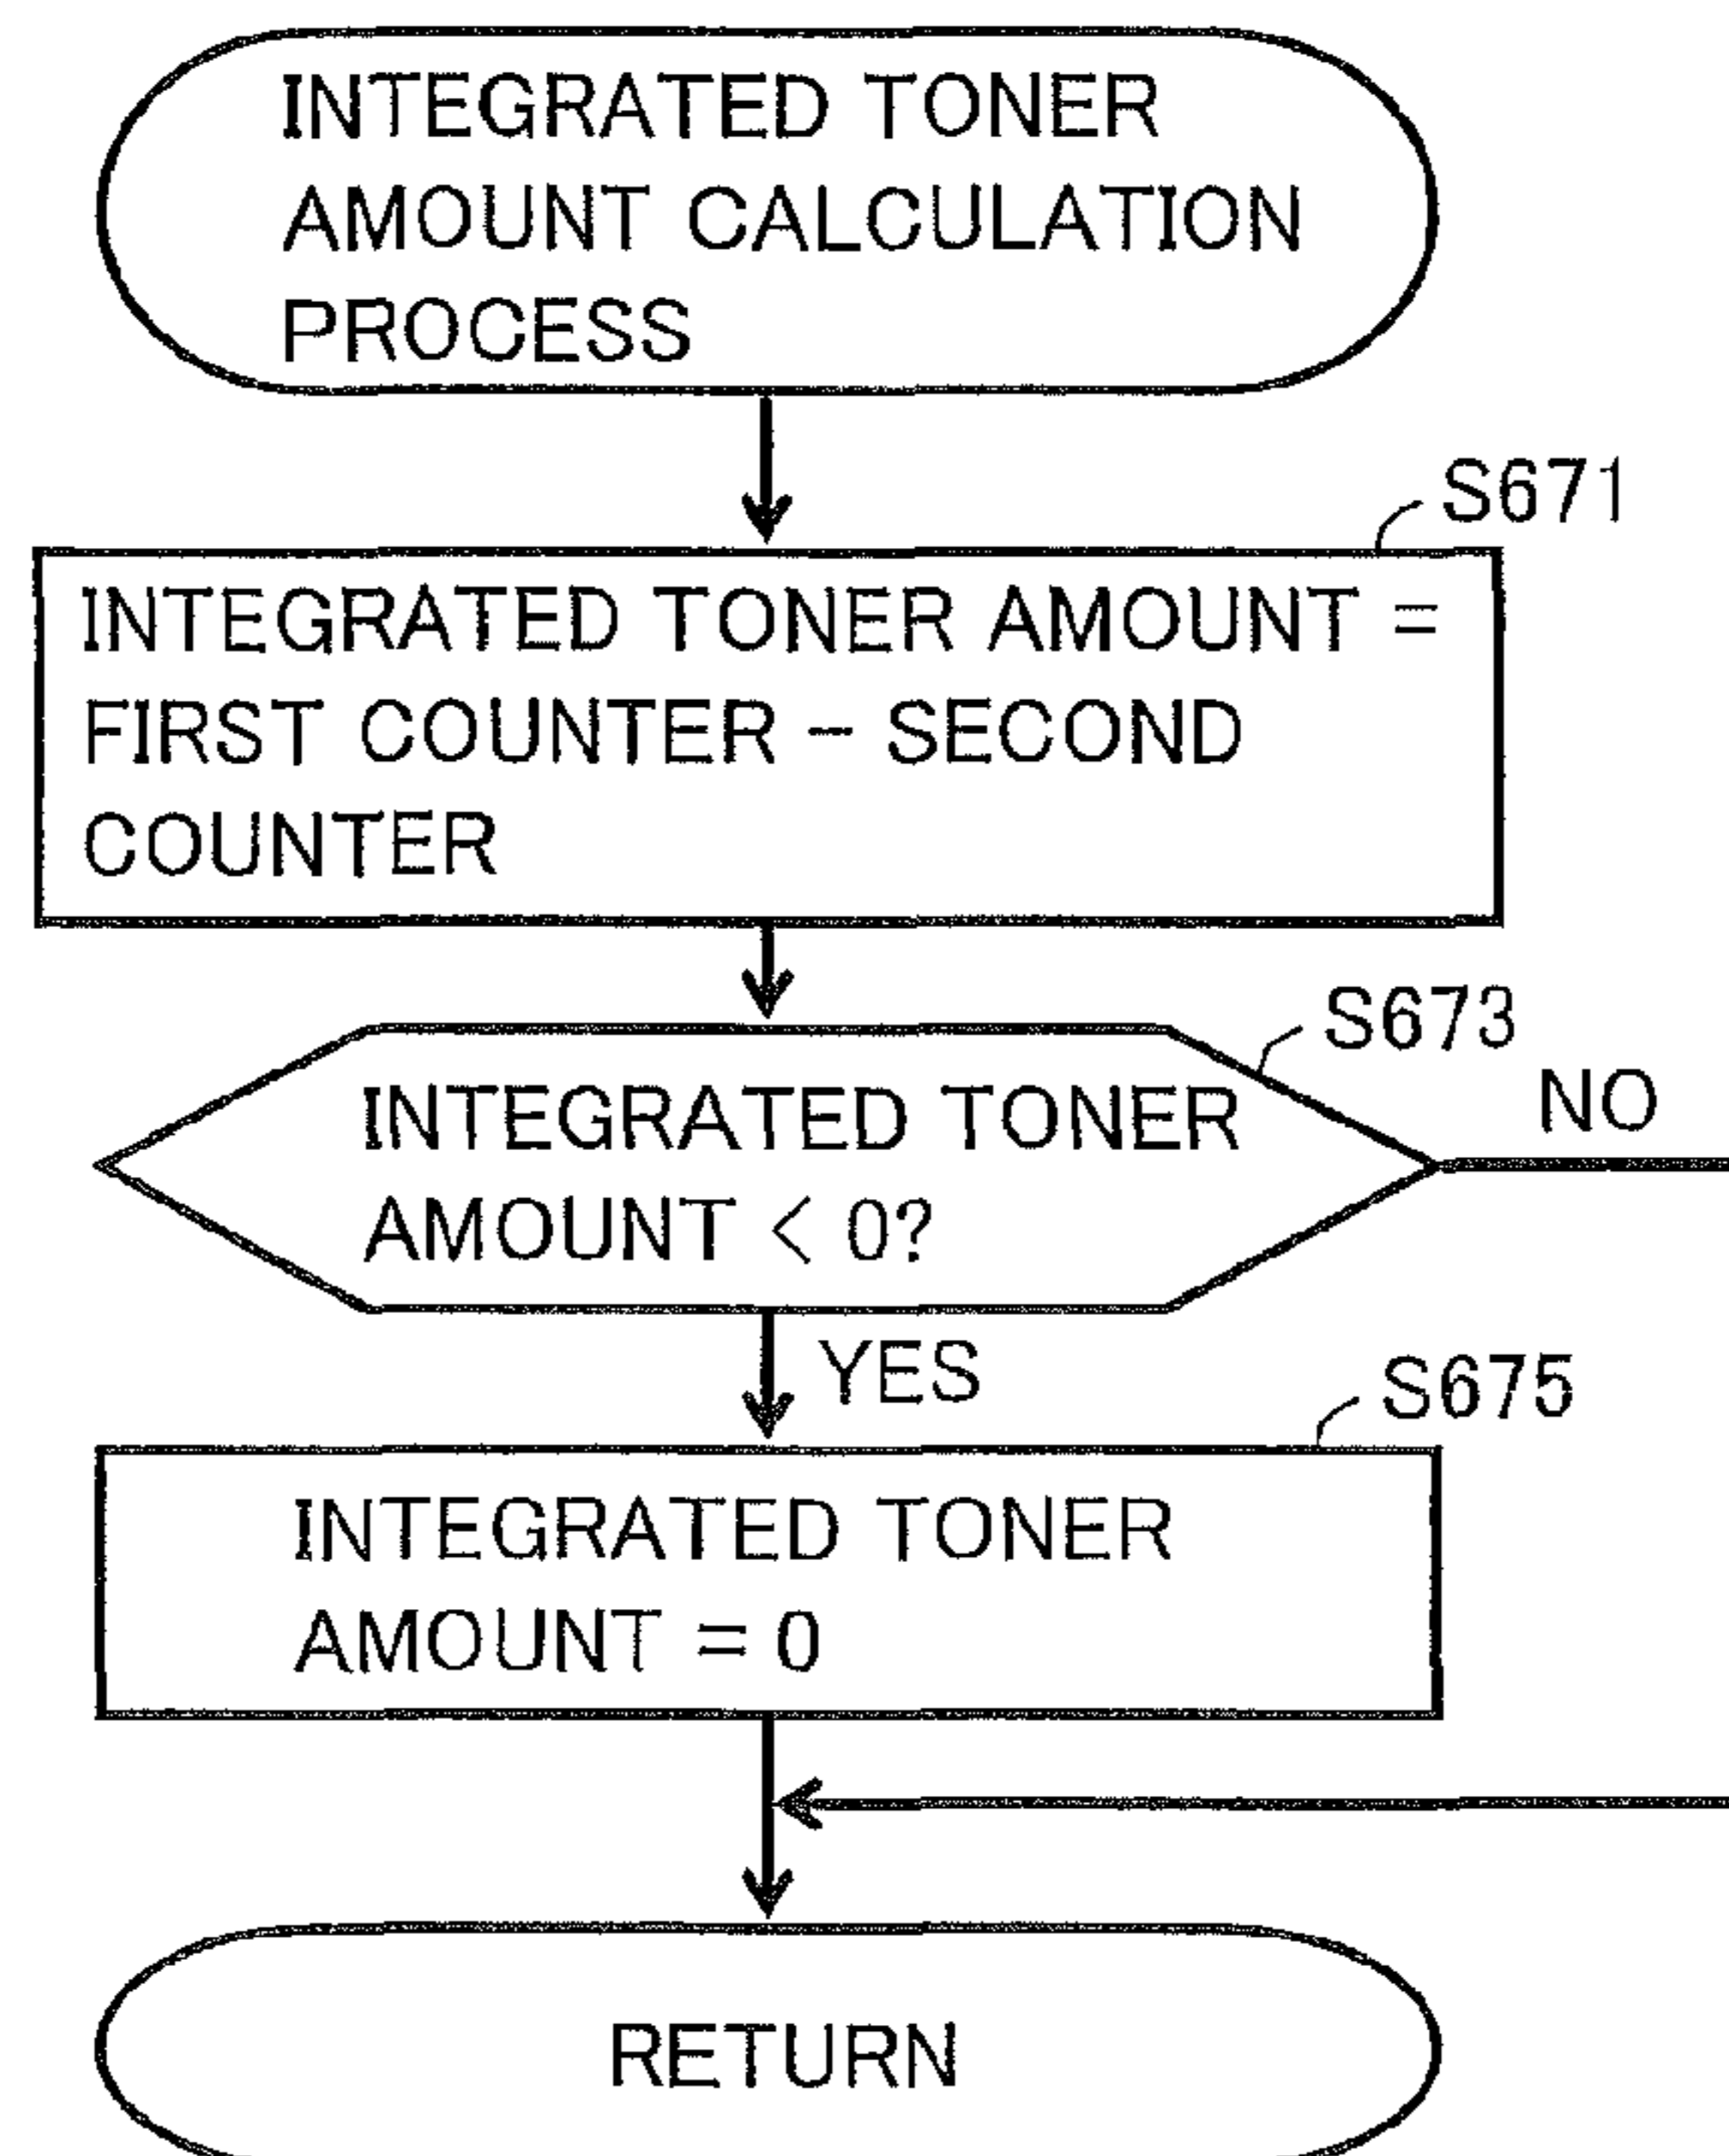 INTEGRATED TONER
AMOUNT CALCULATION
PROCESS
S671
INTEGRATED TONER AMOUNT =
FIRST COUNTER - SECOND
COUNTER
S673
NO
INTEGRATED TONER
AMOUNT < 0?
YES
S675
INTEGRATED TONER
AMOUNT = 0
RETURN